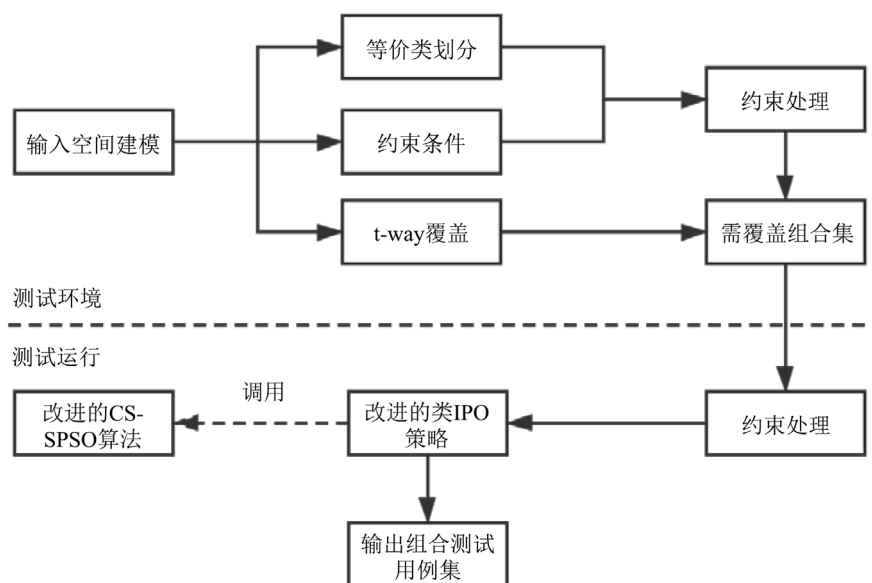 等价类划分
约束处理
输入空间建模
约束条件
t-way覆盖
需覆盖组合集
测试环境
测试运行
调用
改进的CS-
SPSO算法
改进的类IPO
策略
约束处理
输出组合测试
用例集